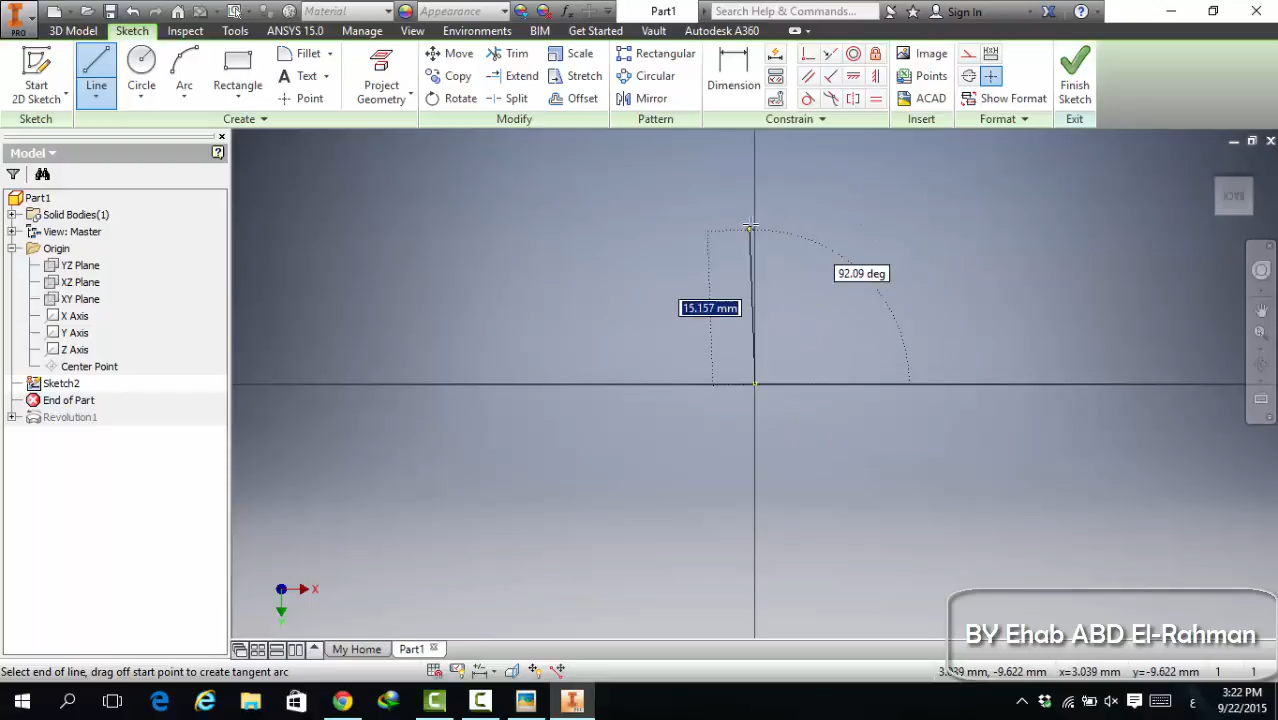 PRO
Material
Appearance
Part1
Search Help & Commands...
Sign In
3D Model
Sketch
Inspect
Tools
ANSYS 15.0
Manage
View
Environments
BIM
Get Started
Vault
Autodesk A360
Start
2D Sketch
Line
Circle
Arc
Rectangle
Fillet
Text
Point
Project
Geometry
Move
Copy
Rotate
Trim
Extend
Split
Scale
Stretch
Offset
Rectangular
Circular
Mirror
Dimension
Image
Points
ACAD
Show Format
Finish
Sketch
Sketch
Create
Modify
Pattern
Constrain
Insert
Format
Exit
Model
Part1
Solid Bodies(1)
View: Master
Origin
YZ Plane
XZ Plane
XY Plane
X Axis
Y Axis
Z Axis
Center Point
Sketch2
End of Part
Revolution1
BACK
92.09 deg
15.157 mm
X
Y
BY Ehab ABD El-Rahman
My Home
Part1
Select end of line, drag off start point to create tangent arc
3.039 mm, -9.622 mm
x=3.039 mm
y=-9.622 mm
1
1
ع
3:22 PM
9/22/2015